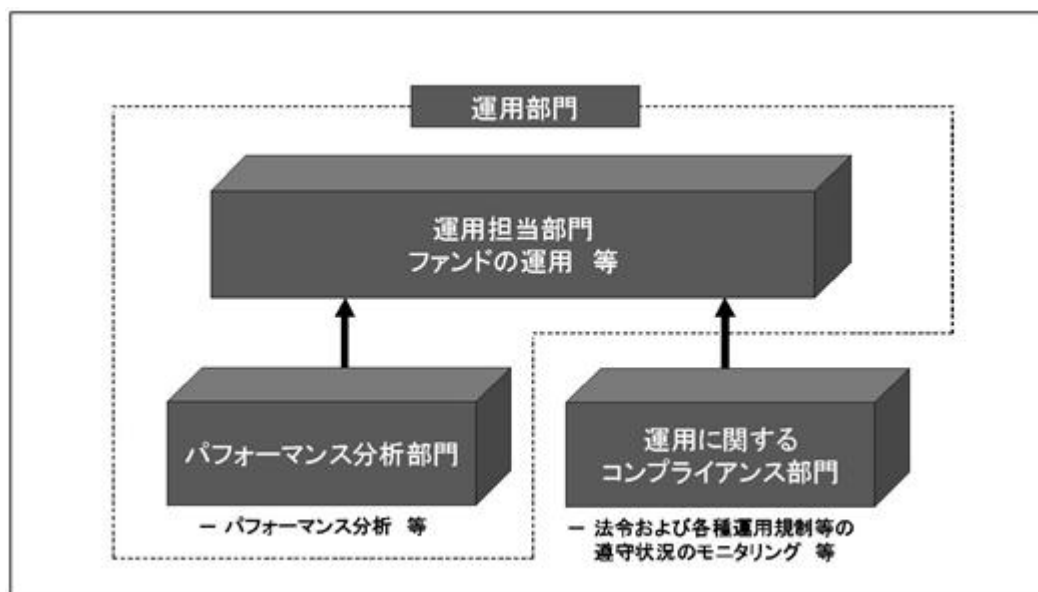 運用部門
運用担当部門
ファンドの運用 等
パフォーマンス分析部門
－ パフォーマンス分析 等
運用に関する
コンプライアンス部門
－ 法令および各種運用規制等の
遵守状況のモニタリング 等